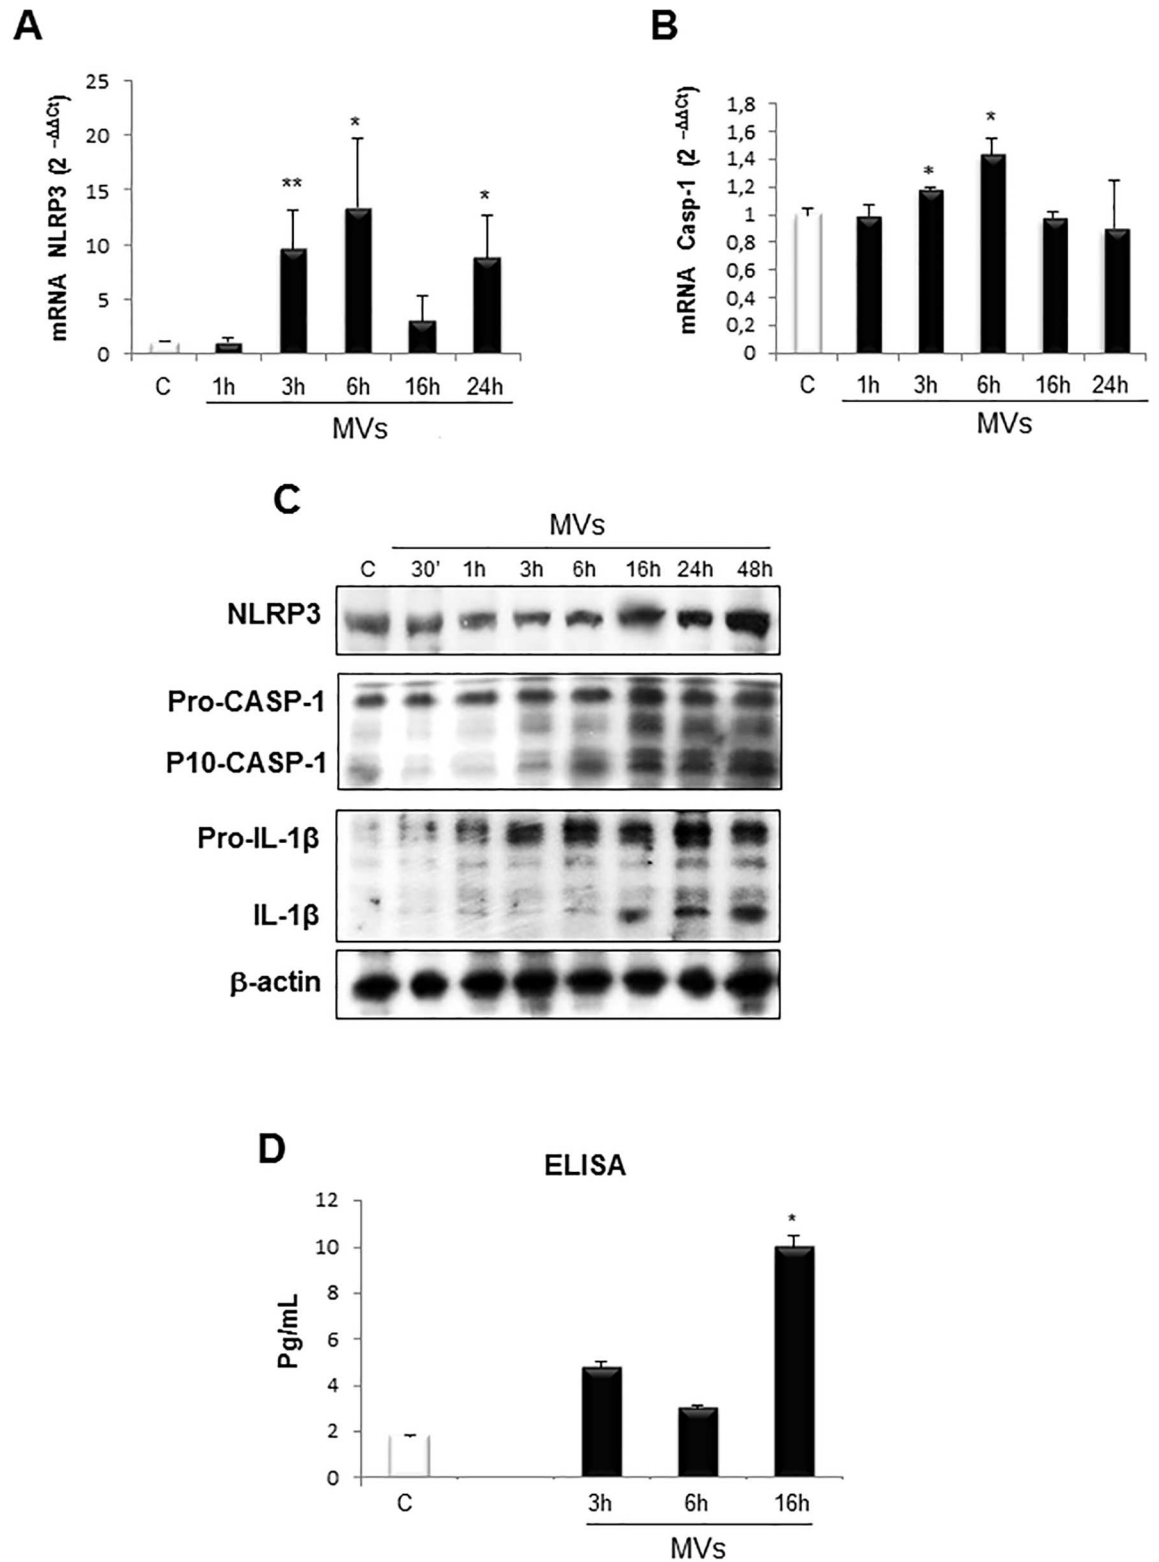 A
mRNA NLRP3 (2 –ΔΔCt)
25
20
15
10
5
0
**
*
*
C 1h 3h 6h 16h 24h
MVs
B
mRNA Casp-1 (2 –ΔΔCt)
1,8
1,6
1,4
1,2
1
0,8
0,6
0,4
0,2
0
*
*
C 1h 3h 6h 16h 24h
MVs
C
MVs
C 30' 1h 3h 6h 16h 24h 48h
NLRP3
Pro-CASP-1
P10-CASP-1
Pro-IL-1β
IL-1β
β-actin
D
ELISA
Pg/mL
12
10
8
6
4
2
0
*
C 3h 6h 16h
MVs